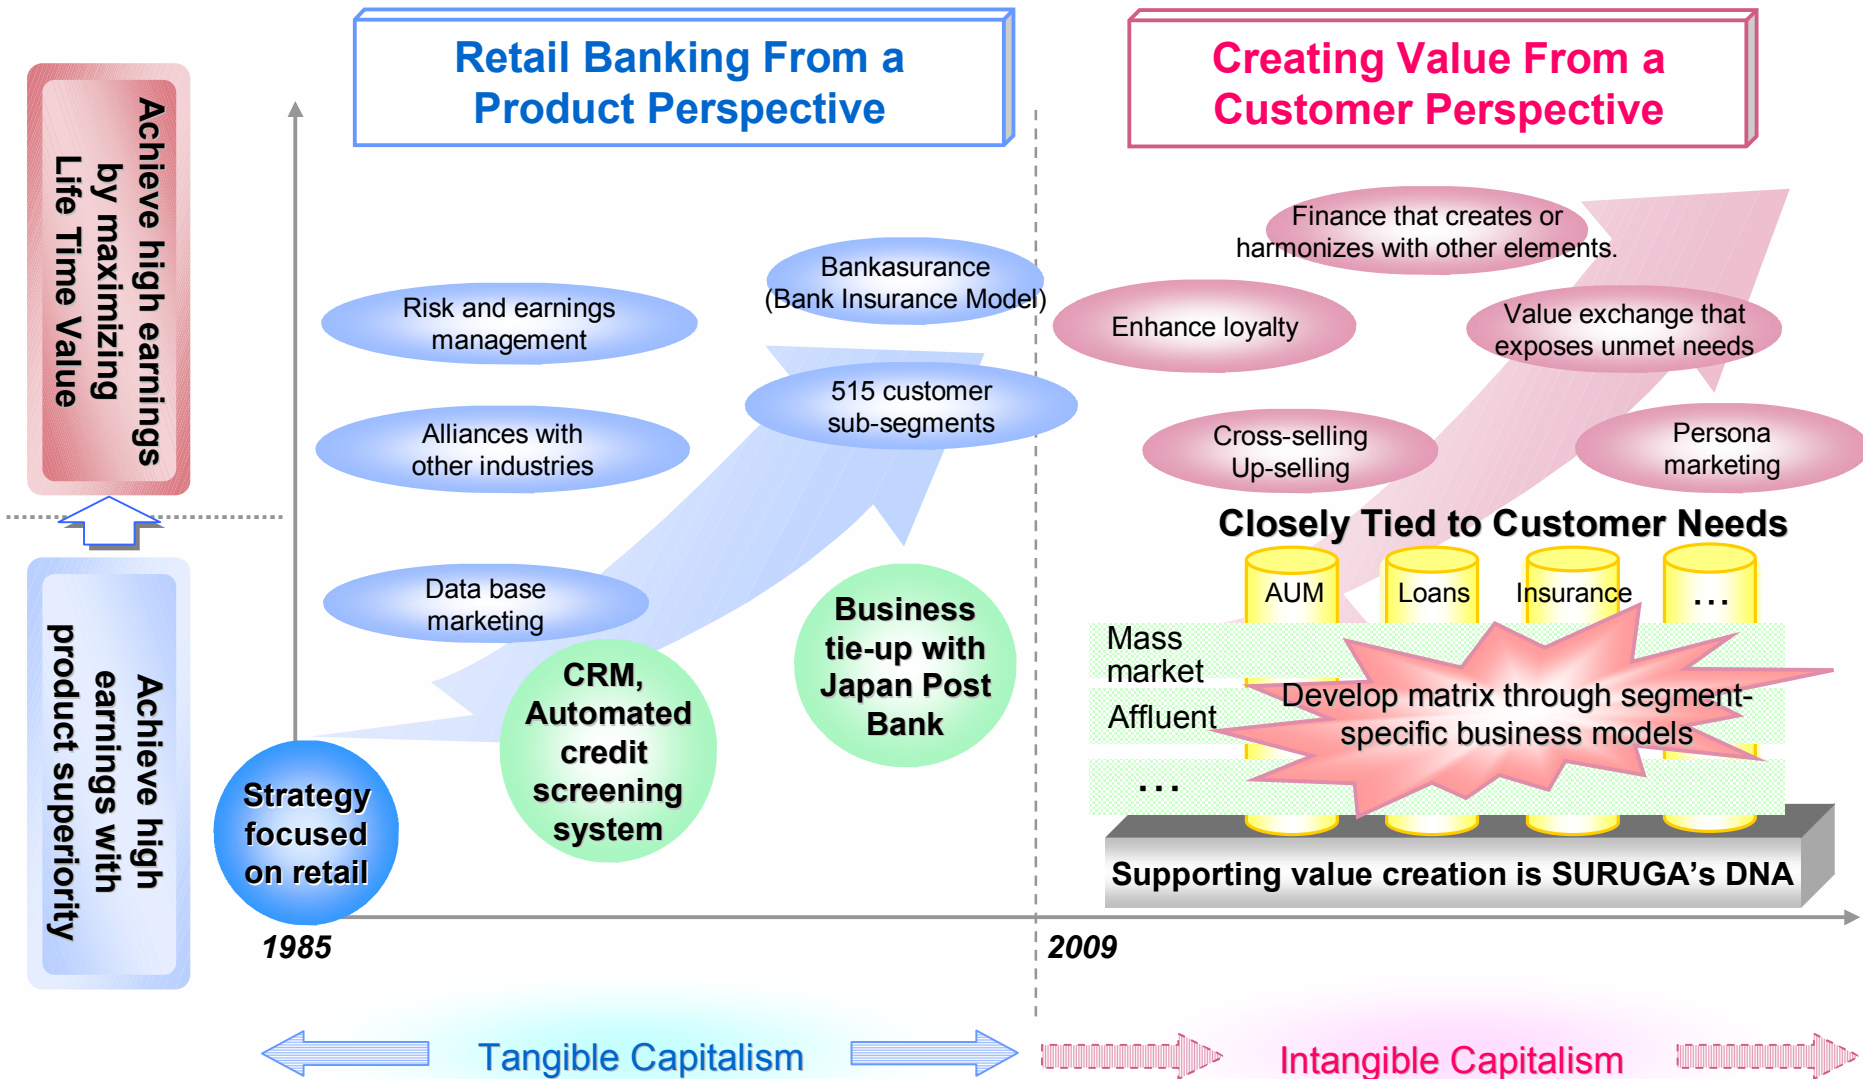 Retail Banking From a
Product Perspective
Creating Value From a
Customer Perspective
Achieve high earnings
by maximizing
Life Time Value
Achieve high
earnings with
product superiority
Risk and earnings
management
Bankasurance
(Bank Insurance Model)
Alliances with
other industries
515 customer
sub-segments
Data base
marketing
CRM,
Automated
credit
screening
system
Business
tie-up with
Japan Post
Bank
Strategy
focused
on retail
Finance that creates or
harmonizes with other elements.
Enhance loyalty
Value exchange that
exposes unmet needs
Cross-selling
Up-selling
Persona
marketing
Closely Tied to Customer Needs
AUM
Loans
Insurance
...
Mass
market
Affluent
...
Develop matrix through segment-
specific business models
Supporting value creation is SURUGA’s DNA
1985
2009
Tangible Capitalism
Intangible Capitalism